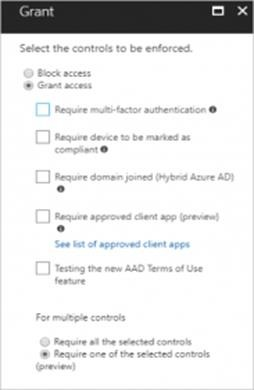 Grant
Select the controls to be enforced.
Block access
Grant access
Require multi-factor authentication
Require device to be marked as
compliant
Require domain joined (Hybrid Azure AD)
Require approved client app (preview)
See list of approved client apps
Testing the new AAD Terms of Use
feature
For multiple controls
Require all the selected controls
Require one of the selected controls
(preview)